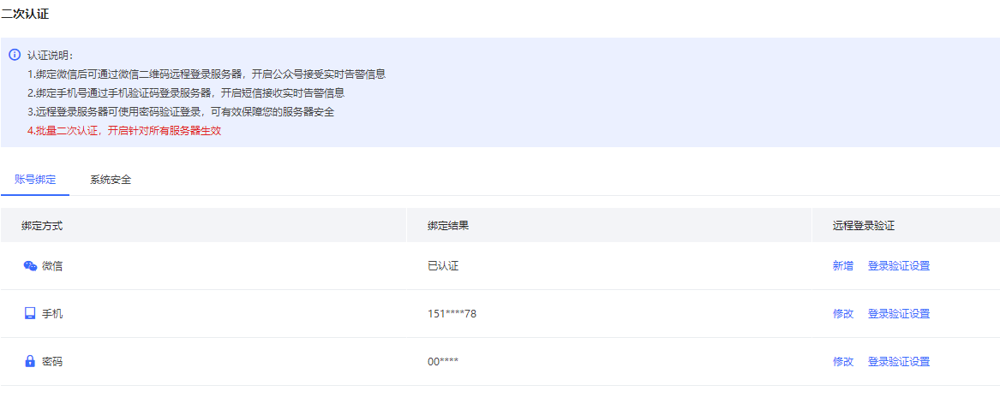 二次认证
认证说明:
1.绑定微信后可通过微信二维码远程登录服务器，开启公众号接受实时告警信息
2.绑定手机号通过手机验证码登录服务器，开启短信接收实时告警信息
3.远程登录服务器可使用密码验证登录，可有效保障您的服务器安全
4.批量二次认证，开启针对所有服务器生效
账号绑定 系统安全
绑定方式 绑定结果 远程登录验证
微信 已认证 新增 登录验证设置
手机 151****78 修改 登录验证设置
密码 00**** 修改 登录验证设置